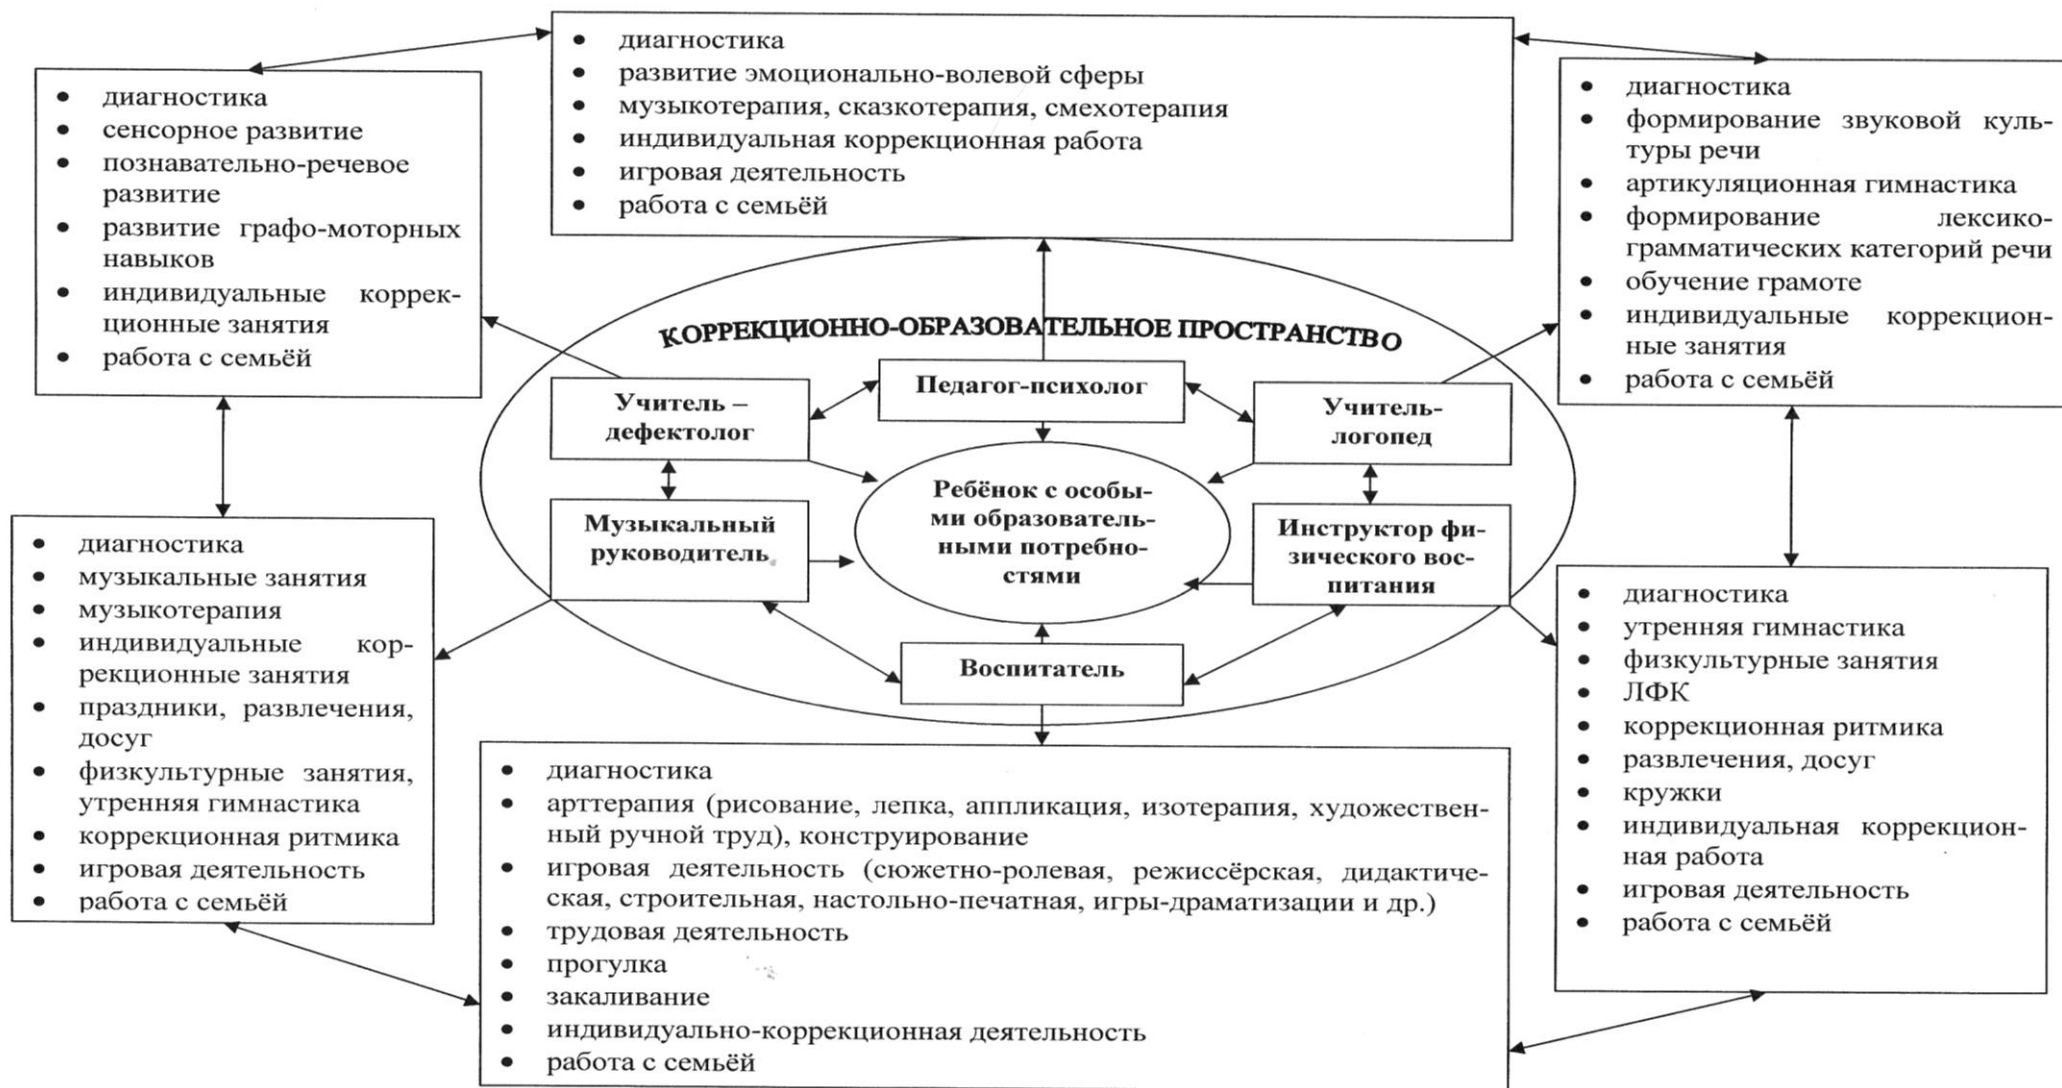 • диагностика
• развитие эмоционально-волевой сферы
• музыкотерапия, сказкотерапия, смехотерапия
• индивидуальная коррекционная работа
• игровая деятельность
• работа с семьёй
• диагностика
• сенсорное развитие
• познавательно-речевое
развитие
• развитие графо-моторных
навыков
• индивидуальные коррек-
ционные занятия
• работа с семьёй
• диагностика
• формирование звуковой куль-
туры речи
• артикуляционная гимнастика
• формирование лексико-
грамматических категорий речи
• обучение грамоте
• индивидуальные коррекцион-
ные занятия
• работа с семьёй
КОРРЕКЦИОННО-ОБРАЗОВАТЕЛЬНОЕ ПРОСТРАНСТВО
Педагог-психолог
Учитель –
дефектолог
Учитель-
логопед
Ребёнок с особы-
ми образователь-
ными потребно-
стями
Музыкальный
руководитель
Инструктор фи-
зического вос-
питания
Воспитатель
• диагностика
• музыкальные занятия
• музыкотерапия
• индивидуальные кор-
рекционные занятия
• праздники, развлечения,
досуг
• физкультурные занятия,
утренняя гимнастика
• коррекционная ритмика
• игровая деятельность
• работа с семьёй
• диагностика
• утренняя гимнастика
• физкультурные занятия
• ЛФК
• коррекционная ритмика
• развлечения, досуг
• кружки
• индивидуальная коррекцион-
ная работа
• игровая деятельность
• работа с семьёй
• диагностика
• арттерапия (рисование, лепка, аппликация, изотерапия, художествен-
ный ручной труд), конструирование
• игровая деятельность (сюжетно-ролевая, режиссёрская, дидактиче-
ская, строительная, настольно-печатная, игры-драматизации и др.)
• трудовая деятельность
• прогулка
• закаливание
• индивидуально-коррекционная деятельность
• работа с семьёй